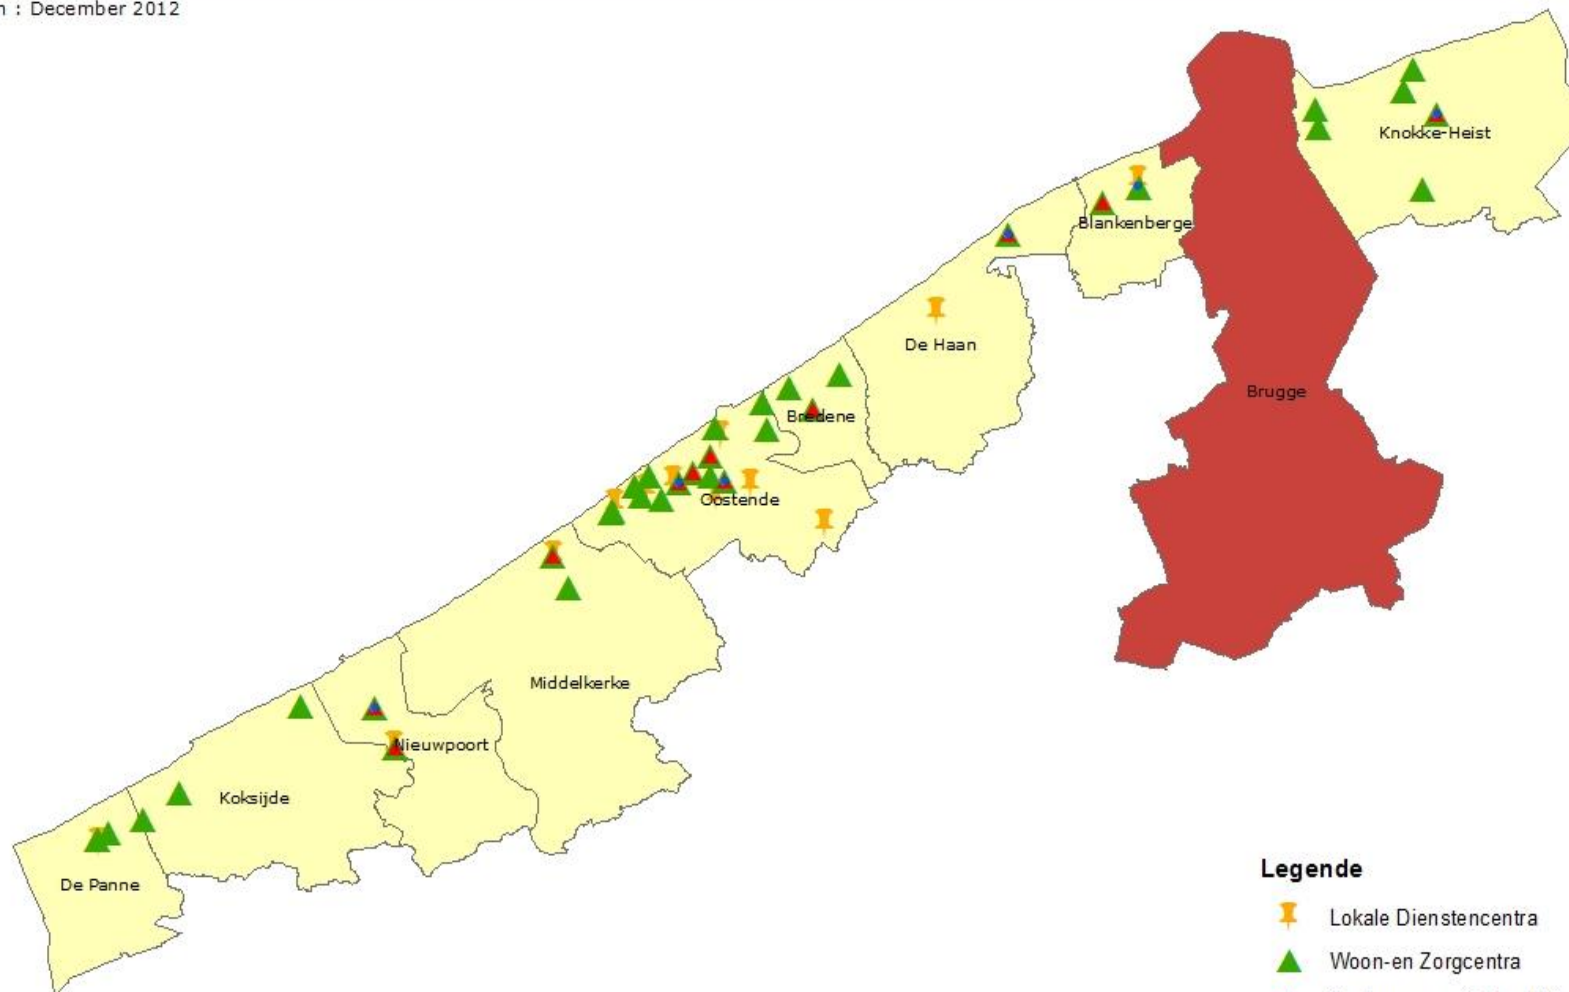 : December 2012
Knokke-Heist
Blankenberge
De Haan
Brugge
Bredene
Oostende
Middelkerke
Nieuwpoort
Koksijde
De Panne
Legende
Lokale Dienstencentra
Woon-en Zorgcentra